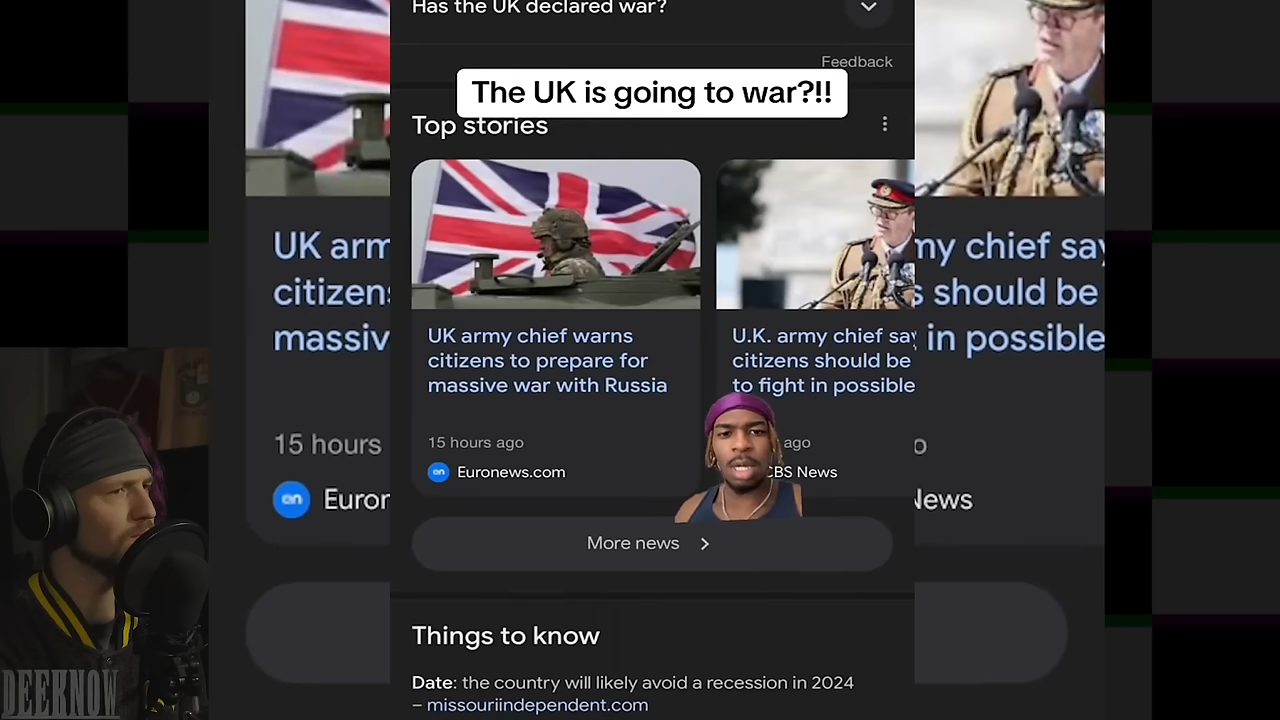 Has the UK declared war?
Feedback
The UK is going to war?!!
Top stories
UK army chief warns
citizens to prepare for
massive war with Russia
15 hours ago
Euronews.com
U.K. army chief say
citizens should be
to fight in possible
ago
CBS News
More news
Things to know
Date: the country will likely avoid a recession in 2024
– missouriindependent.com
UK arm
citizens
massiv
15 hours
on
Euron
my chief say
s should be
in possible
o
News
DEEKNOW